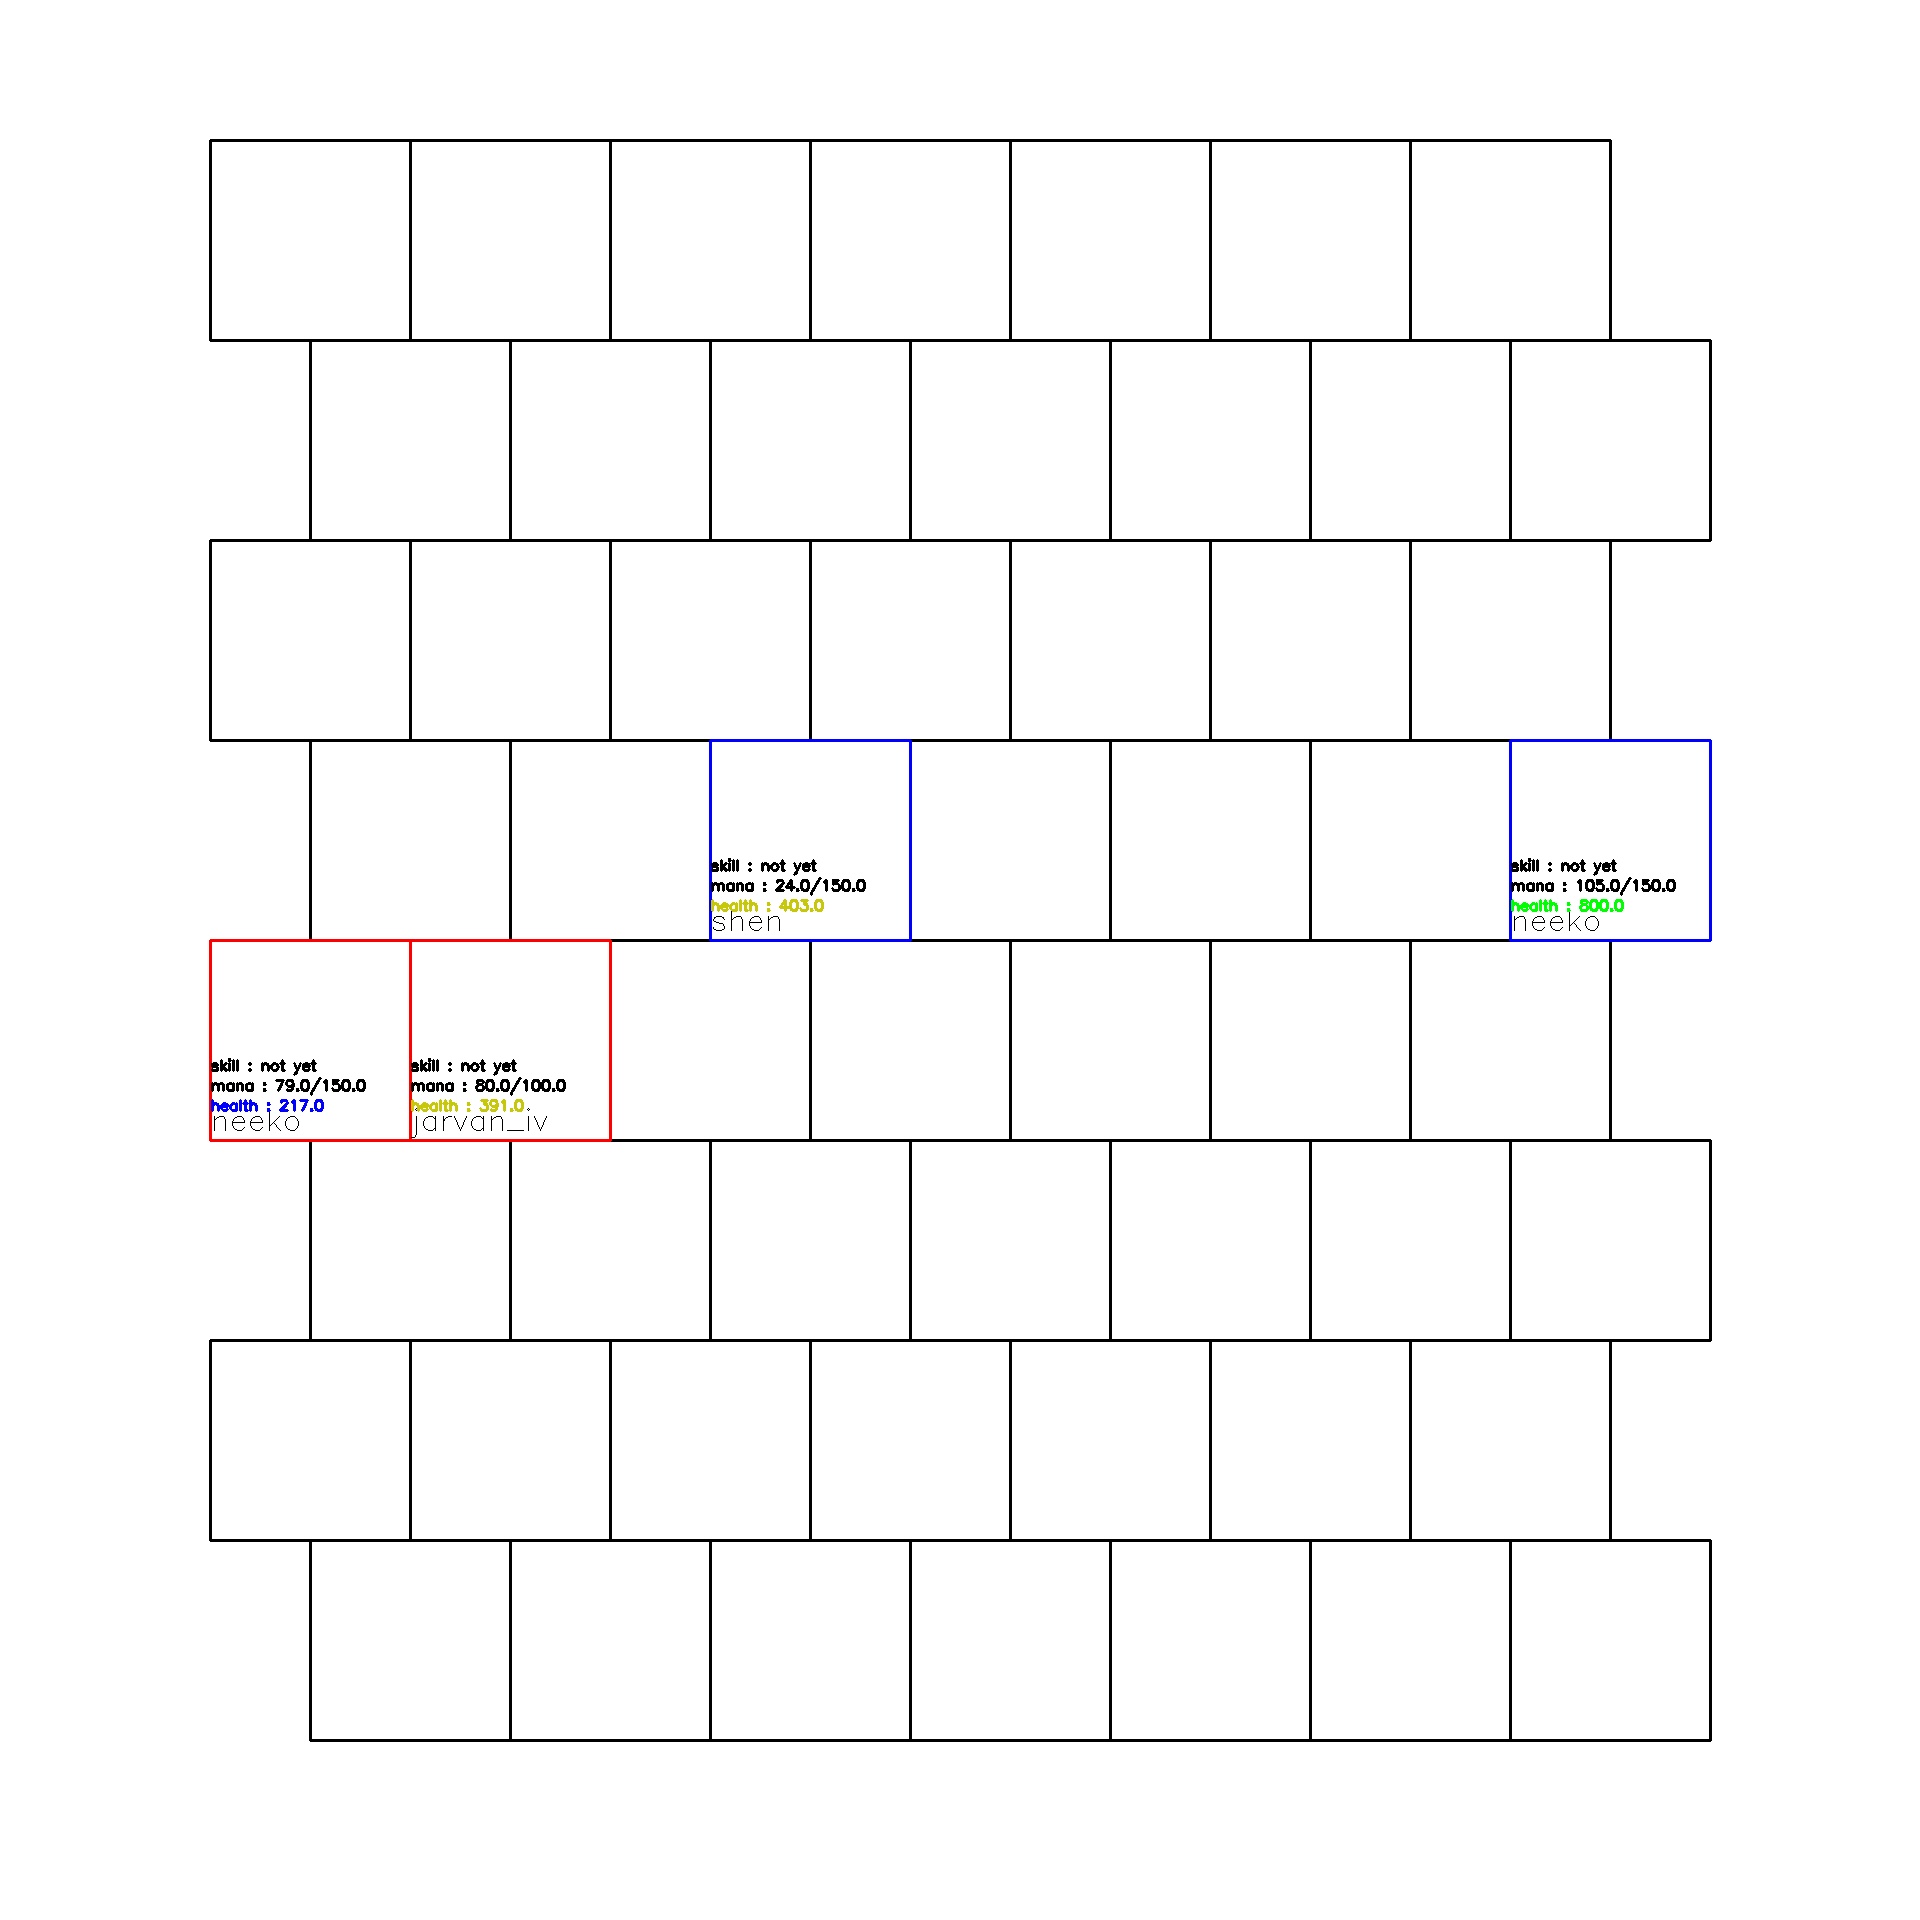 skill : not yet
mana : 24.0/150.0
health : 403.0
shen
skill : not yet
mana : 105.0/150.0
health : 800.0
neeko
skill : not yet
mana : 79.0/150.0
health : 217.0
neeko
skill : not yet
mana : 80.0/100.0
health : 391.0
jarvan_iv